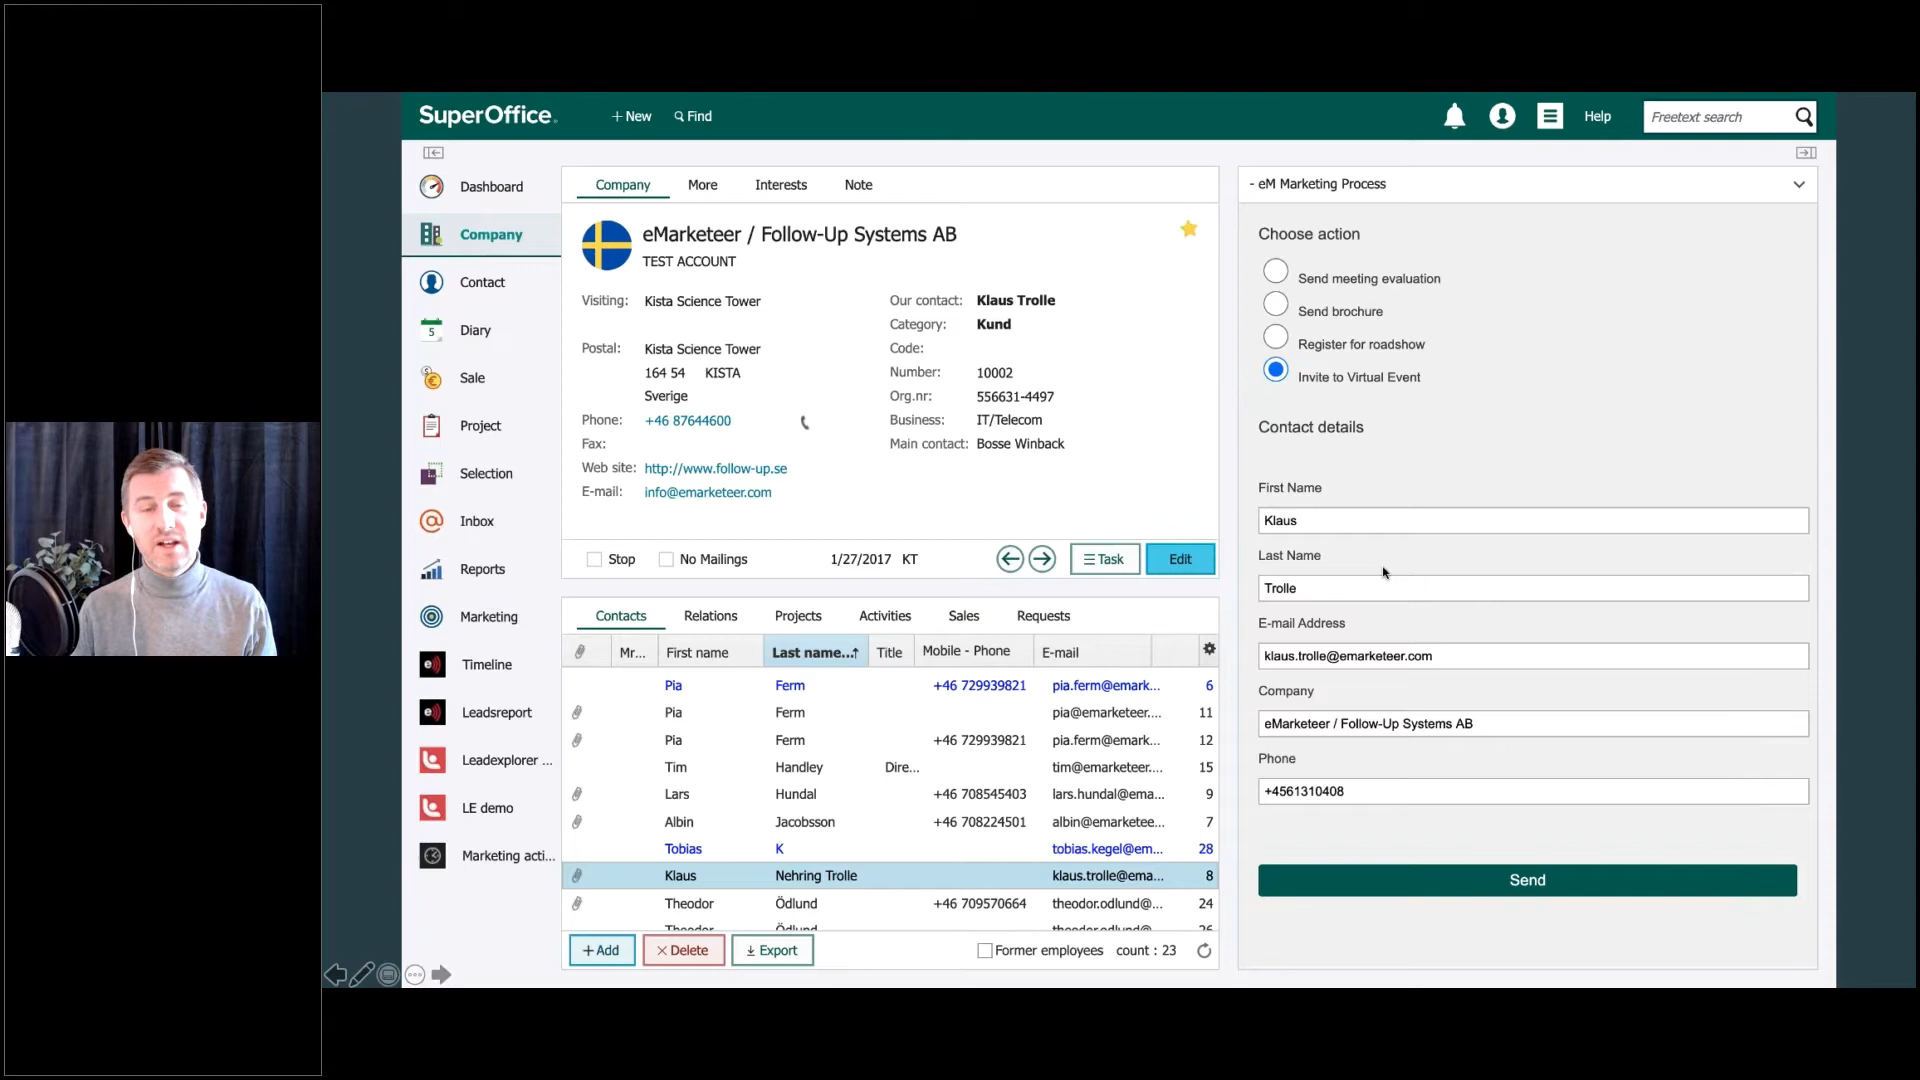 SuperOffice.
+ New
Find
Help
Freetext search
Dashboard
Company
Contact
5
Diary
Sale
Project
Selection
Inbox
Reports
Marketing
Timeline
Leadsreport
Leadexplorer ...
LE demo
Marketing acti...
Company More Interests Note
eMarketeer / Follow-Up Systems AB
TEST ACCOUNT
Visiting: Kista Science Tower
Postal: Kista Science Tower
164 54 KISTA
Sverige
Phone: +46 87644600
Fax:
Web site: http://www.follow-up.se
E-mail: info@emarketeer.com
Our contact: Klaus Trolle
Category: Kund
Code:
Number: 10002
Org.nr: 556631-4497
Business: IT/Telecom
Main contact: Bosse Winback
Stop No Mailings 1/27/2017 KT Task Edit
Contacts Relations Projects Activities Sales Requests
Mr... First name Last name... Title Mobile - Phone E-mail
Pia Ferm +46 729939821 pia.ferm@emark... 6
Pia Ferm pia@emarketeer.... 11
Pia Ferm +46 729939821 pia.ferm@emark... 12
Tim Handley Dire... tim@emarketeer.... 15
Lars Hundal +46 708545403 lars.hundal@ema... 9
Albin Jacobsson +46 708224501 albin@emarketee... 7
Tobias K tobias.kegel@em... 28
Klaus Nehring Trolle klaus.trolle@ema... 8
Theodor Ödlund +46 709570664 theodor.odlund@... 24
Theodor Ödlund theodor.odlund@... 26
+ Add Delete Export Former employees count : 23
- eM Marketing Process
Choose action
Send meeting evaluation
Send brochure
Register for roadshow
Invite to Virtual Event
Contact details
First Name
Klaus
Last Name
Trolle
E-mail Address
klaus.trolle@emarketeer.com
Company
eMarketeer / Follow-Up Systems AB
Phone
+4561310408
Send